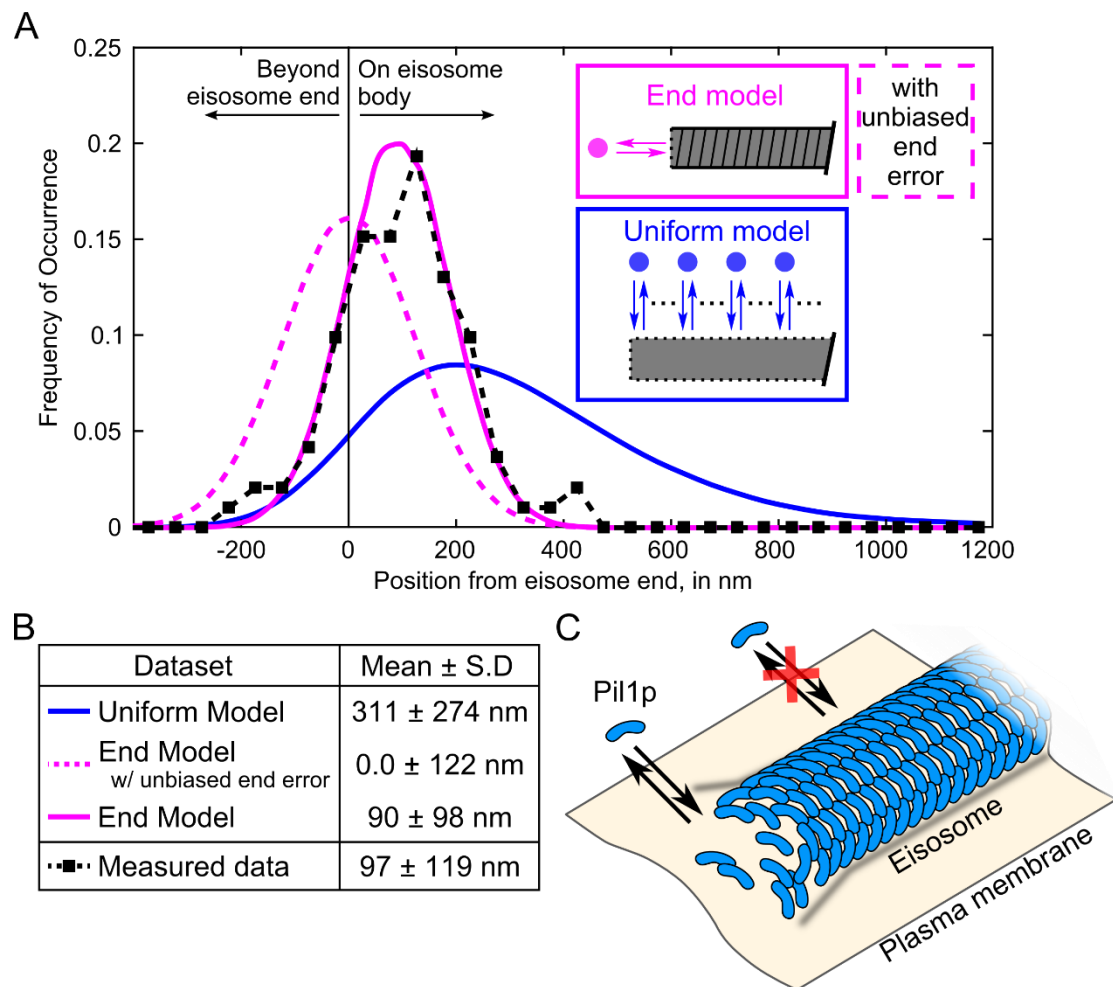 A
0.25
0.2
0.15
0.1
0.05
0
Frequency of Occurrence
Beyond
eisosome end
On eisosome
body
End model
with
unbiased
end
error
Uniform model
-200
0
200
400
600
800
1000
1200
Position from eisosome end, in nm
B
Dataset
Mean ± S.D
Uniform Model
311 ± 274 nm
End Model
w/ unbiased end error
0.0 ± 122 nm
End Model
90 ± 98 nm
Measured data
97 ± 119 nm
C
Pil1p
Eisosome
Plasma membrane